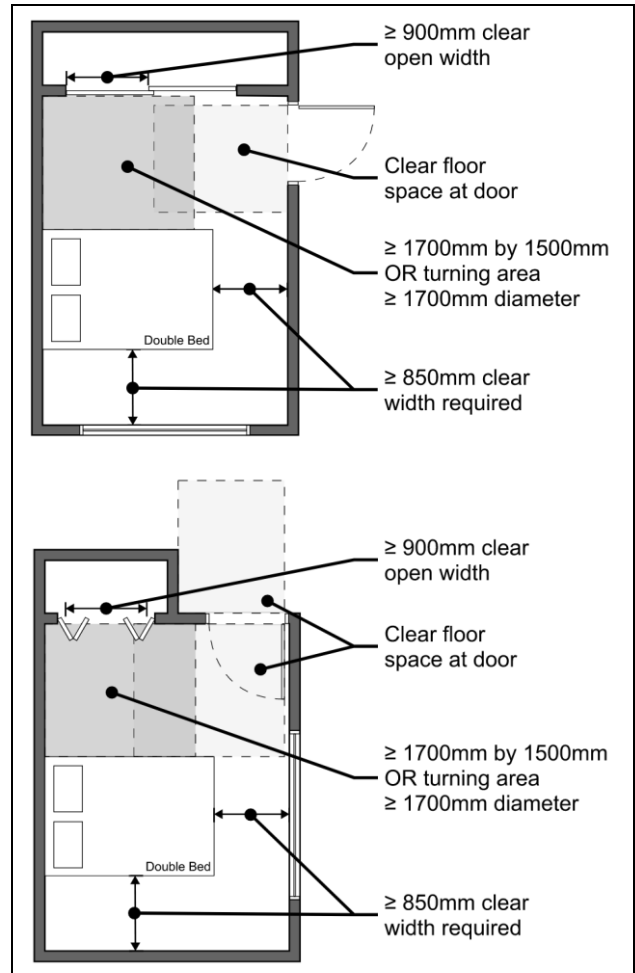 ≥ 900mm clear
open width
Clear floor
space at door
≥ 1700mm by 1500mm
OR turning area
≥ 1700mm diameter
Double Bed
≥ 850mm clear
width required
≥ 900mm clear
open width
Clear floor
space at door
≥ 1700mm by 1500mm
OR turning area
≥ 1700mm diameter
Double Bed
≥ 850mm clear
width required